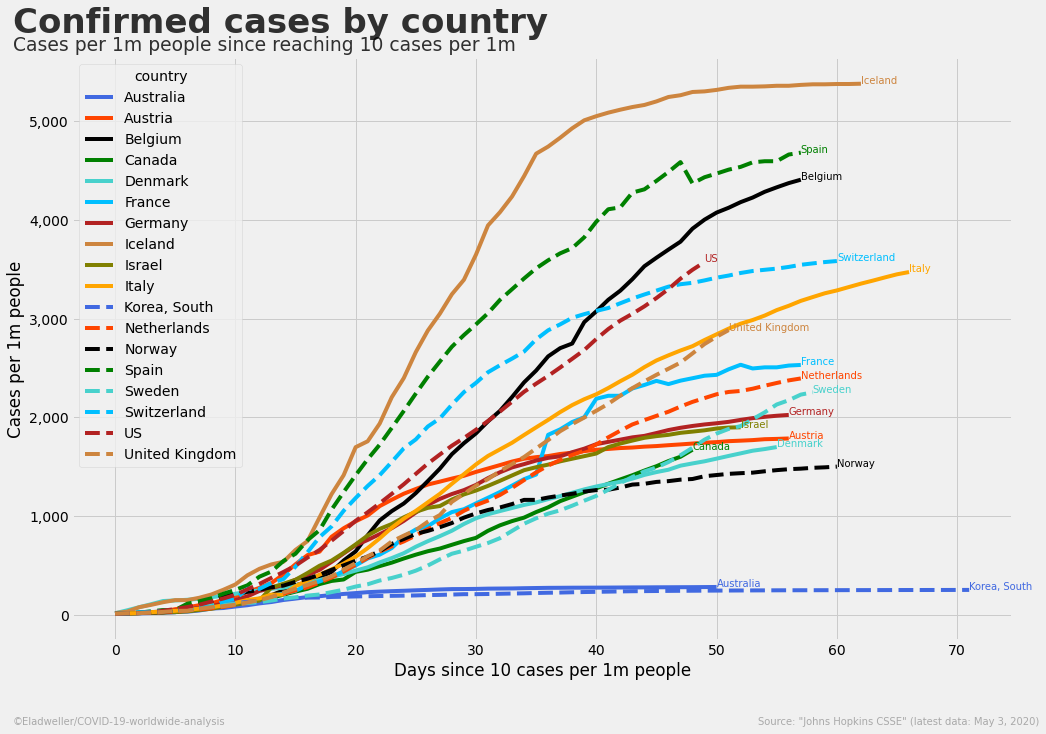 Confirmed cases by country
Cases per 1m people since reaching 10 cases per 1m
country
Australia
Austria
Belgium
Canada
Denmark
France
Germany
Iceland
Israel
Italy
Korea, South
Netherlands
Norway
Spain
Sweden
Switzerland
US
United Kingdom
Cases per 1m people
5,000
4,000
3,000
2,000
1,000
0
Iceland
Spain
Belgium
US
Switzerland
Italy
United Kingdom
France
Netherlands
Sweden
Germany
Israel
Austria
Denmark
Canada
Norway
Australia
Korea, South
0 10 20 30 40 50 60 70
Days since 10 cases per 1m people
©Eladweller/COVID-19-worldwide-analysis
Source: "Johns Hopkins CSSE" (latest data: May 3, 2020)